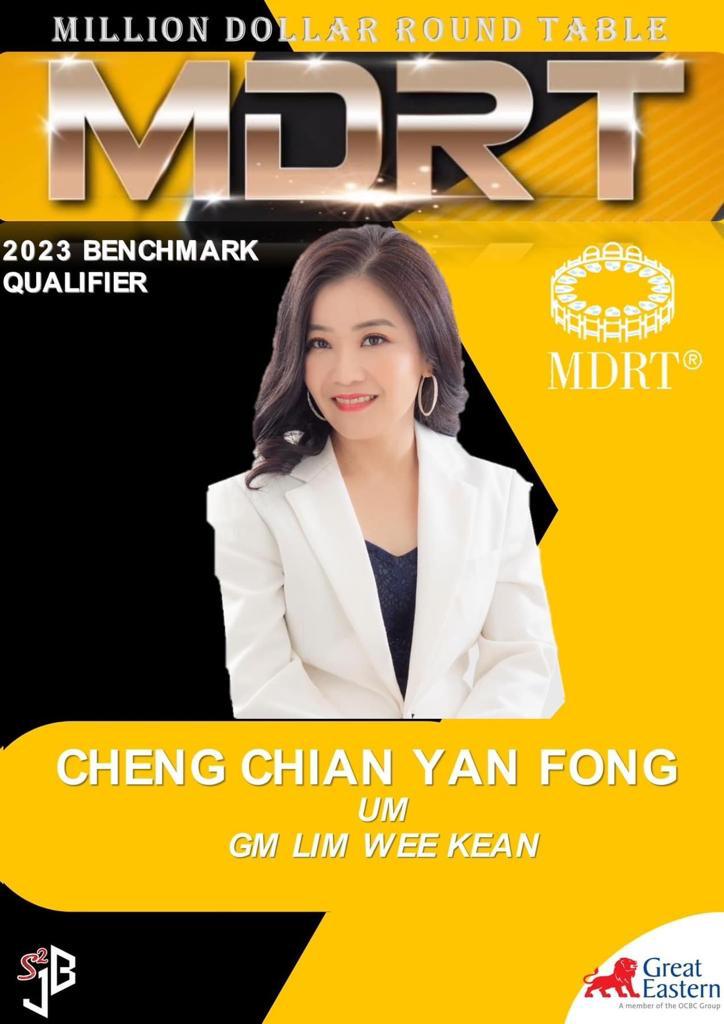 MILLION DOLLAR ROUND TABLE
MDRT
2023 BENCHMARK
QUALIFIER
MDRT®
CHENG CHIAN YAN FONG
UM
GM LIM WEE KEAN
S2
JB
Great
Eastern
A member of the OCBC Group